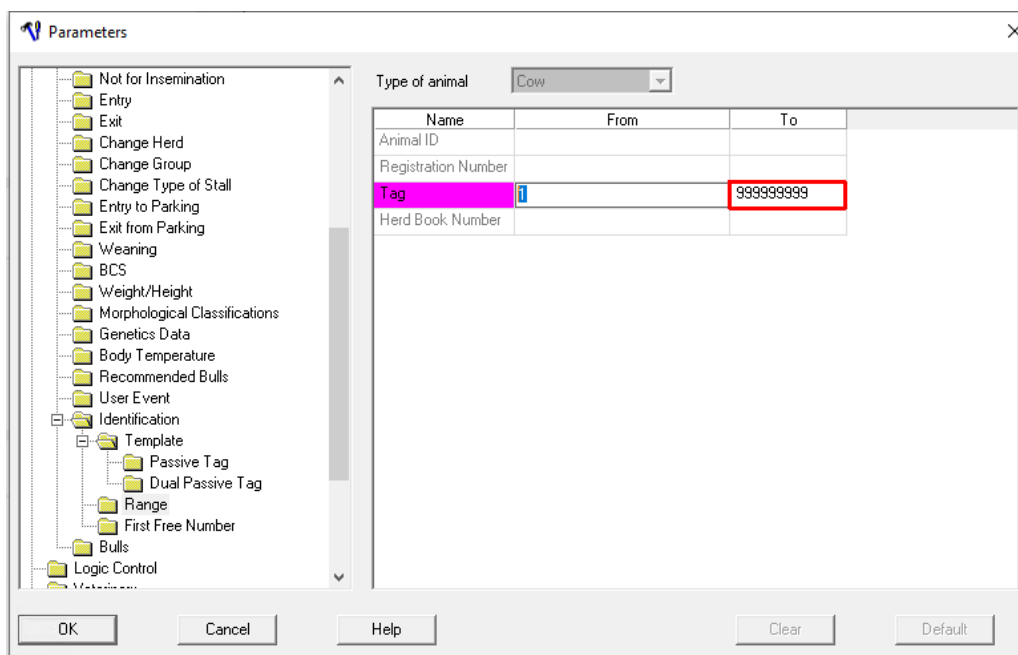 Parameters
Not for Insemination
Entry
Exit
Change Herd
Change Group
Change Type of Stall
Entry to Parking
Exit from Parking
Weaning
BCS
Weight/Height
Morphological Classifications
Genetics Data
Body Temperature
Recommended Bulls
User Event
Identification
Template
Passive Tag
Dual Passive Tag
Range
First Free Number
Bulls
Logic Control
Type of animal Cow
Name From To
Animal ID
Registration Number
Tag 1 999999999
Herd Book Number
OK Cancel Help Clear Default